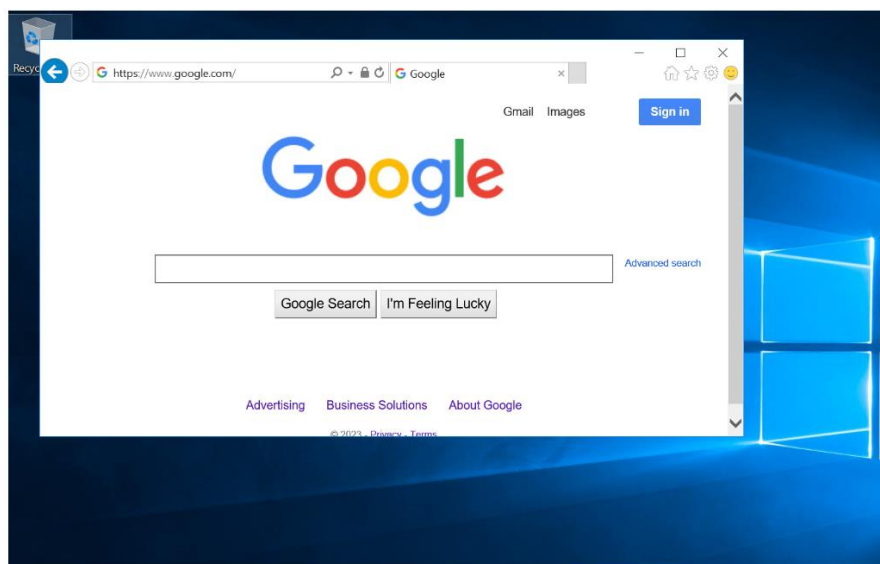 Recyc
https://www.google.com/
Google
Gmail Images Sign in
Google
Advanced search
Google Search I'm Feeling Lucky
Advertising Business Solutions About Google
© 2023 - Privacy - Terms